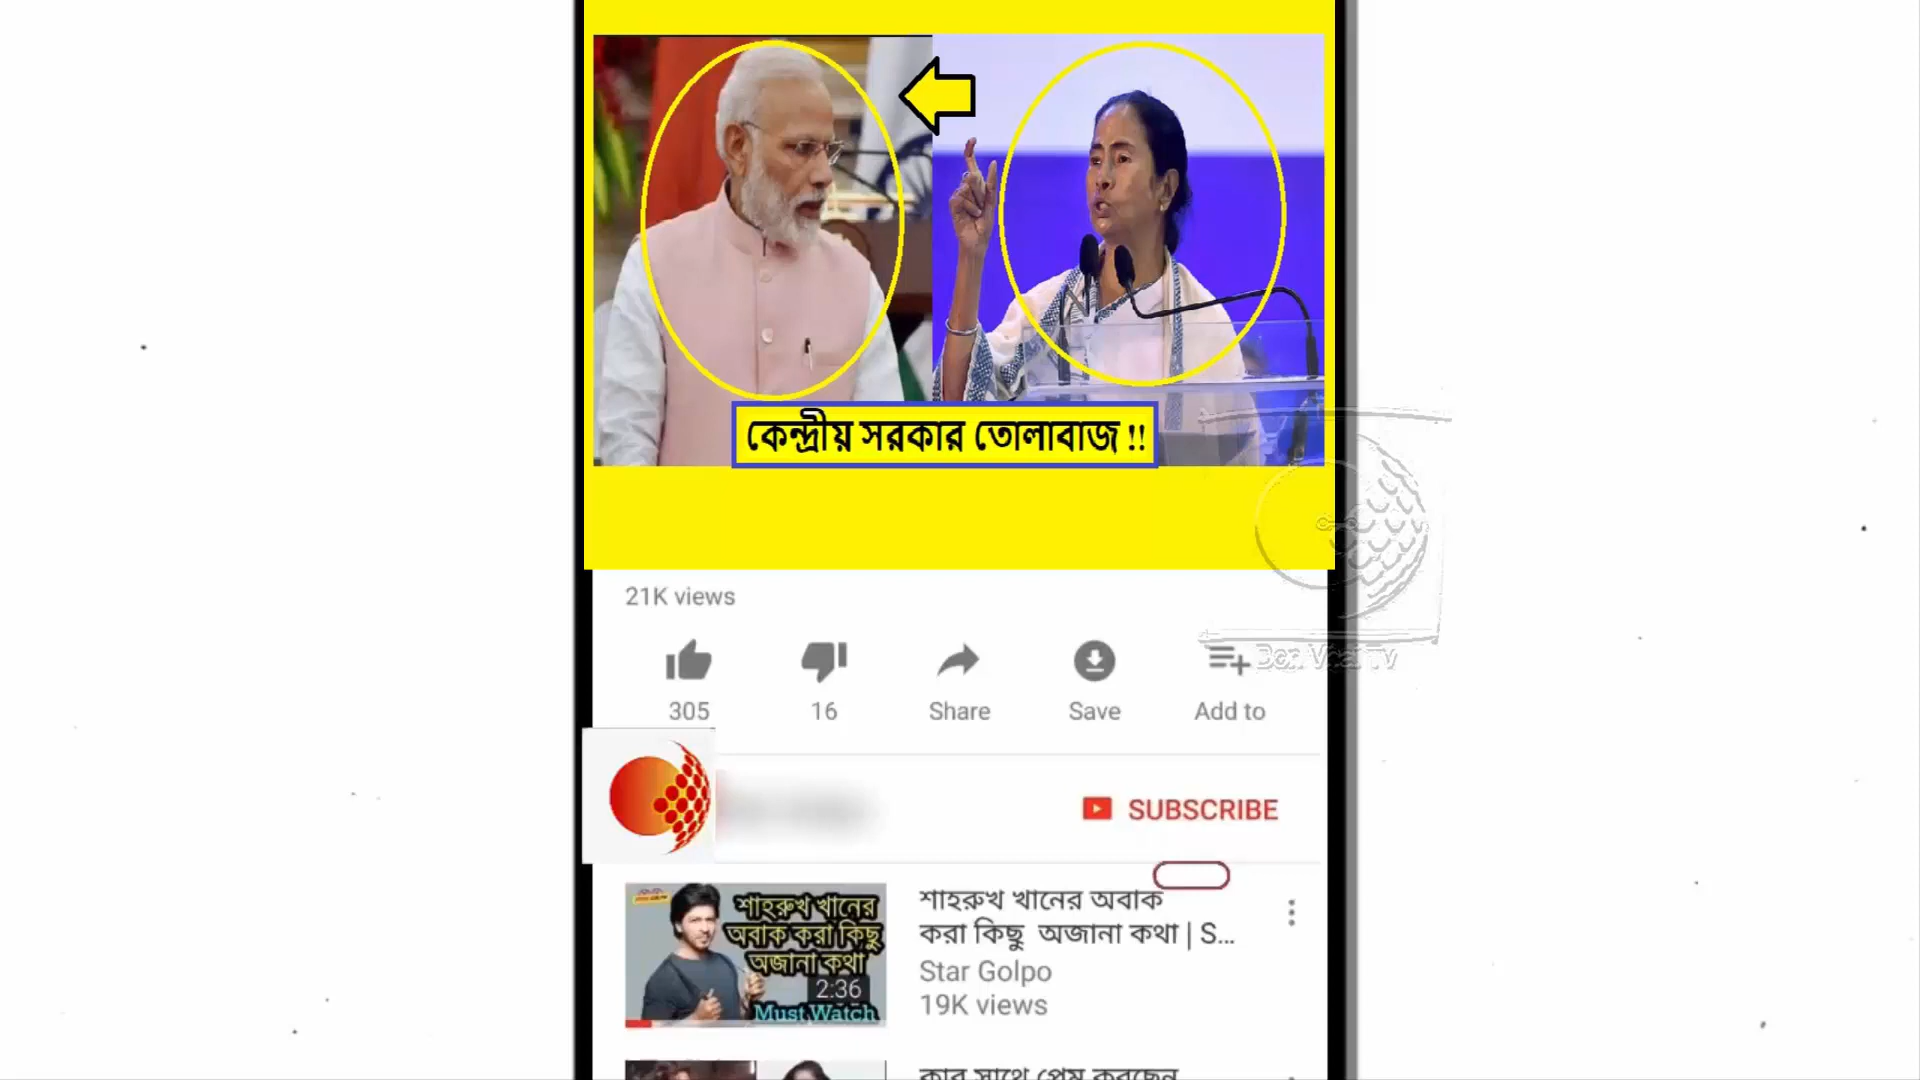 কেন্দ্রীয় সরকার তোলাবাজ !!
21K views
305
16
Share
Save
Add to
SUBSCRIBE
শাহরুখ খানের
অবাক করা কিছু
অজানা কথা
2:36
Must Watch
শাহরুখ খানের অবাক
করা কিছু অজানা কথা | S...
Star Golpo
19K views
কার সাথে প্রেম করছেন